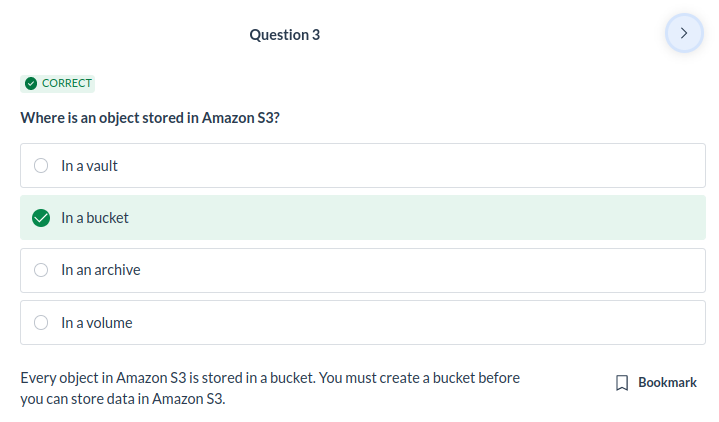 Question 3
CORRECT
Where is an object stored in Amazon S3?
In a vault
In a bucket
In an archive
In a volume
Every object in Amazon S3 is stored in a bucket. You must create a bucket before
you can store data in Amazon S3.
Bookmark